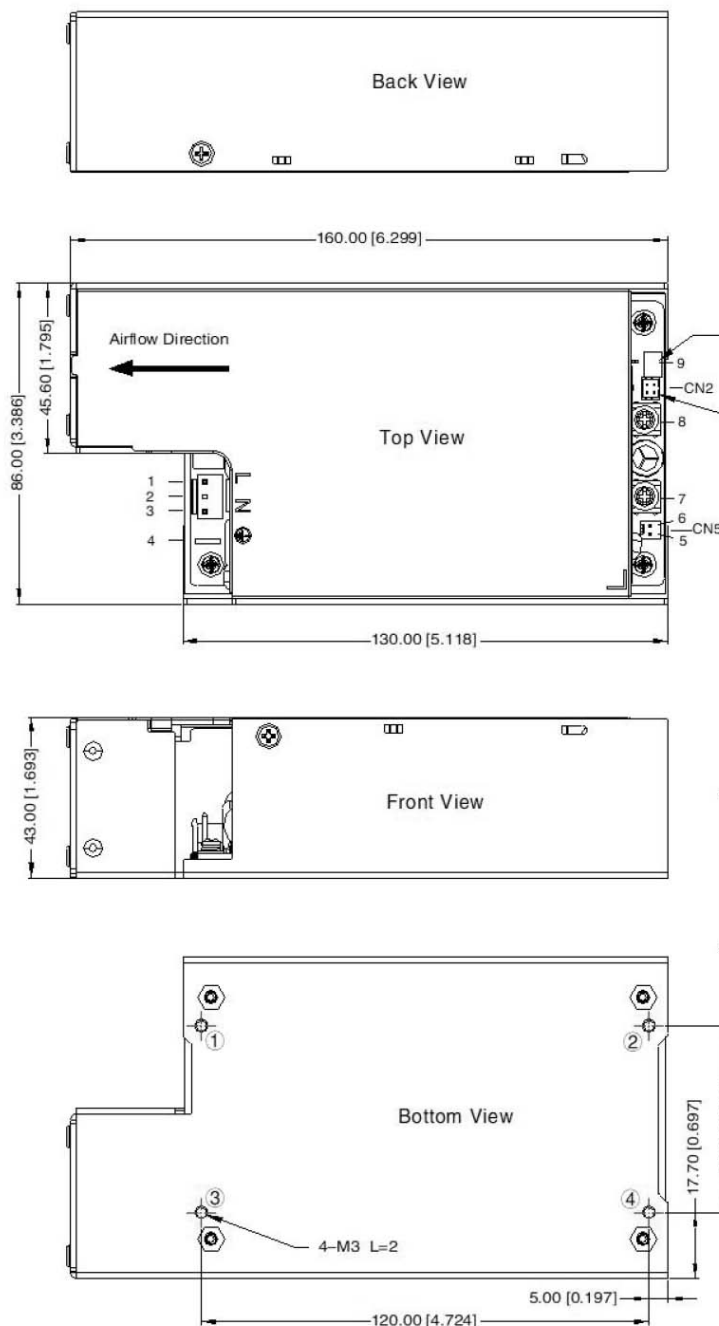 Back View
160.00 [6.299]
Airflow Direction
45.60 [1.795]
86.00 [3.386]
Top View
L
N
1
2
3
4
9
CN2
8
7
6
CN5
5
130.00 [5.118]
43.00 [1.693]
Front View
①
②
Bottom View
17.70 [0.697]
③
④
4-M3 L=2
5.00 [0.197]
120.00 [4.724]